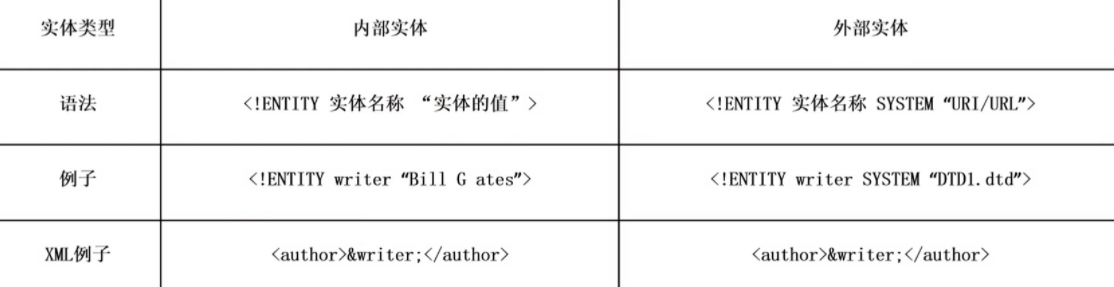 实体类型 内部实体 外部实体
语法 <!ENTITY 实体名称 “实体的值”> <!ENTITY 实体名称 SYSTEM “URI/URL”>
例子 <!ENTITY writer “Bill G ates”> <!ENTITY writer SYSTEM “DTD1.dtd”>
XML例子 <author>&writer;</author> <author>&writer;</author>